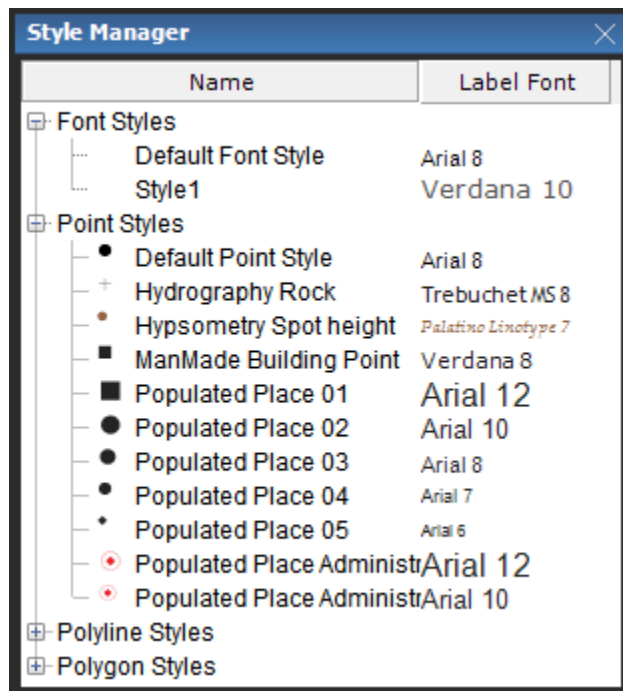 Style Manager
Name Label Font
Font Styles
Default Font Style Arial 8
Style1 Verdana 10
Point Styles
Default Point Style Arial 8
Hydrography Rock Trebuchet MS 8
Hypsometry Spot height Palatino Linotype 7
ManMade Building Point Verdana 8
Populated Place 01 Arial 12
Populated Place 02 Arial 10
Populated Place 03 Arial 8
Populated Place 04 Arial 7
Populated Place 05 Arial 6
Populated Place Administr Arial 12
Populated Place Administr Arial 10
Polyline Styles
Polygon Styles